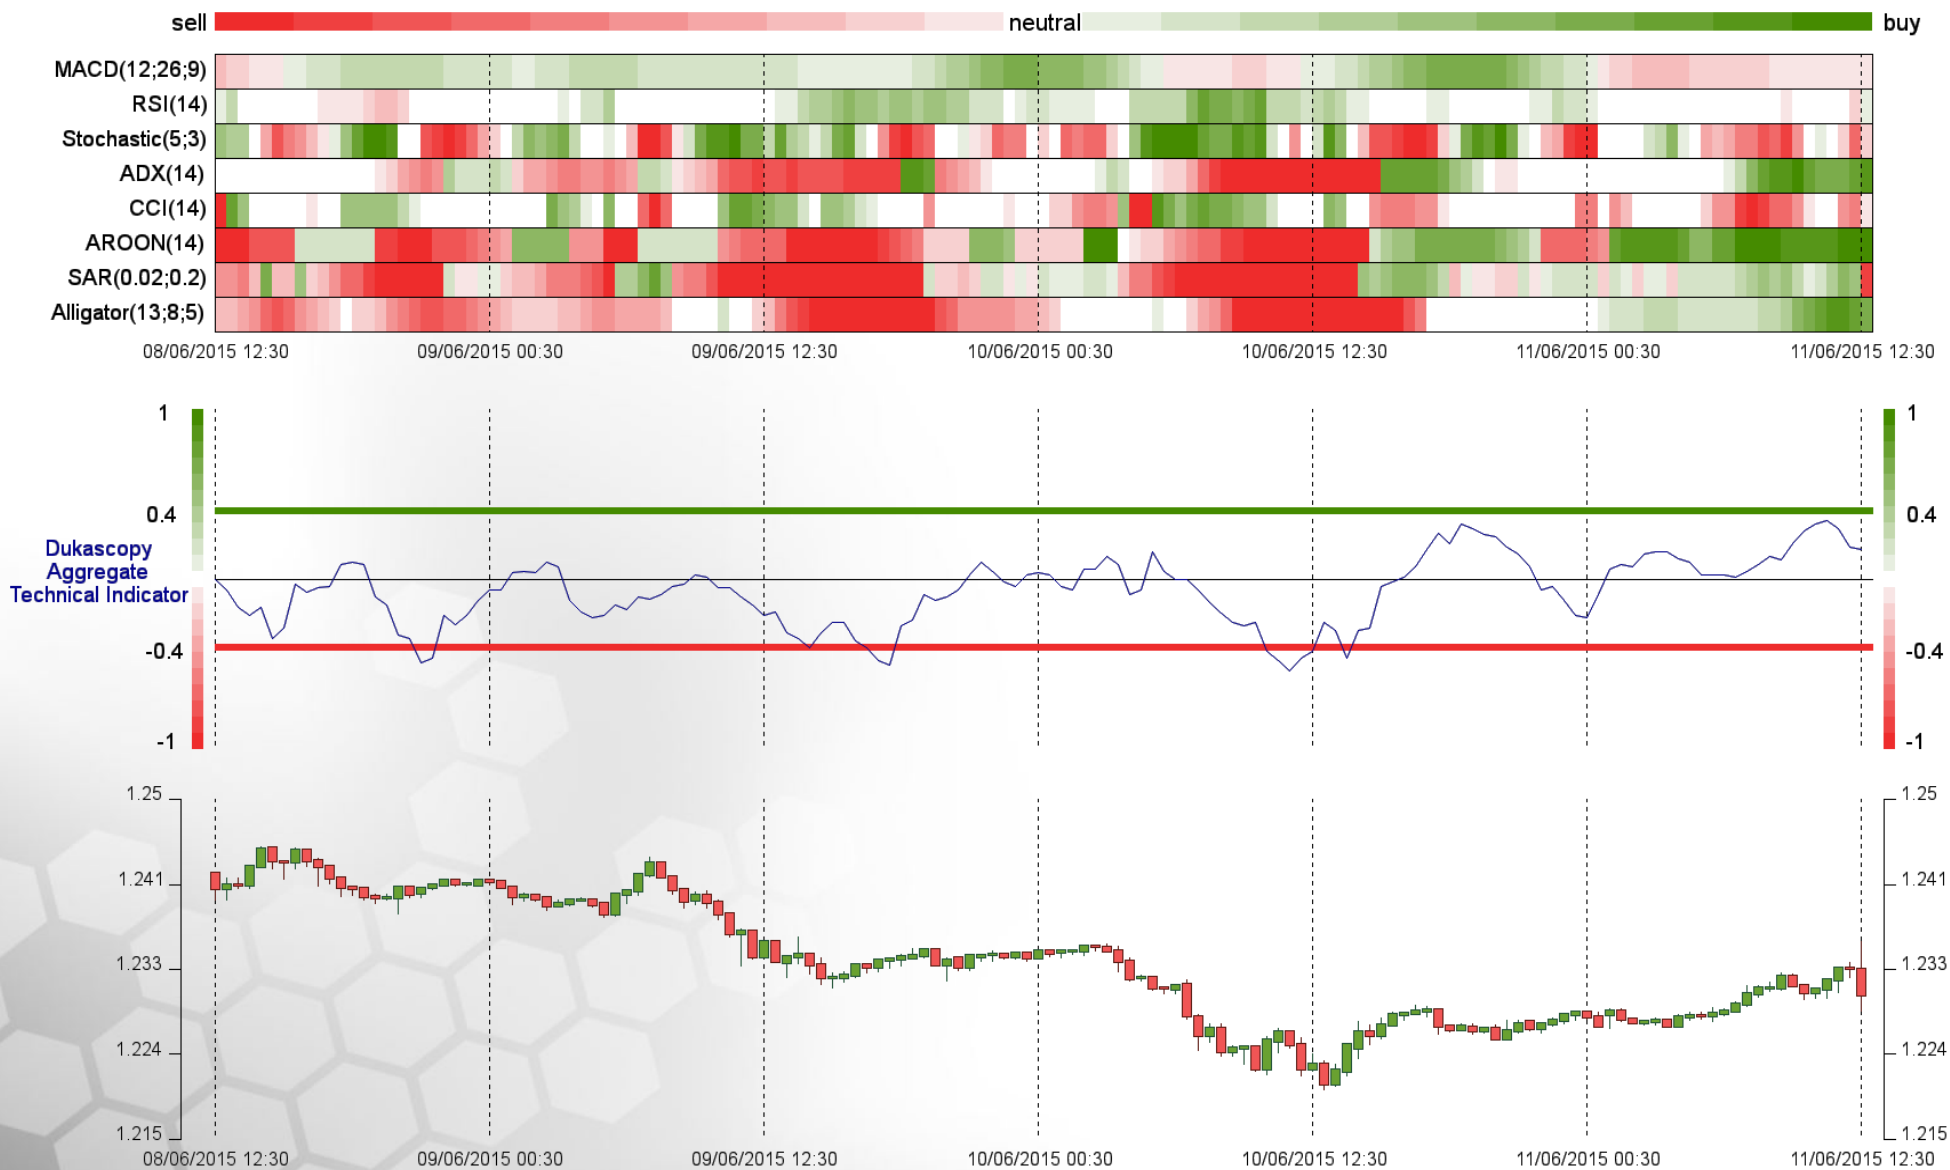 sell neutral buy
MACD(12;26;9)
RSI(14)
Stochastic(5;3)
ADX(14)
CCI(14)
AROON(14)
SAR(0.02;0.2)
Alligator(13;8;5)
08/06/2015 12:30 09/06/2015 00:30 09/06/2015 12:30 10/06/2015 00:30 10/06/2015 12:30 11/06/2015 00:30 11/06/2015 12:30
1 1
0.4 0.4
Dukascopy
Aggregate
Technical Indicator
-0.4 -0.4
-1 -1
1.25 1.25
1.241 1.241
1.233 1.233
1.224 1.224
1.215 1.215
08/06/2015 12:30 09/06/2015 00:30 09/06/2015 12:30 10/06/2015 00:30 10/06/2015 12:30 11/06/2015 00:30 11/06/2015 12:30